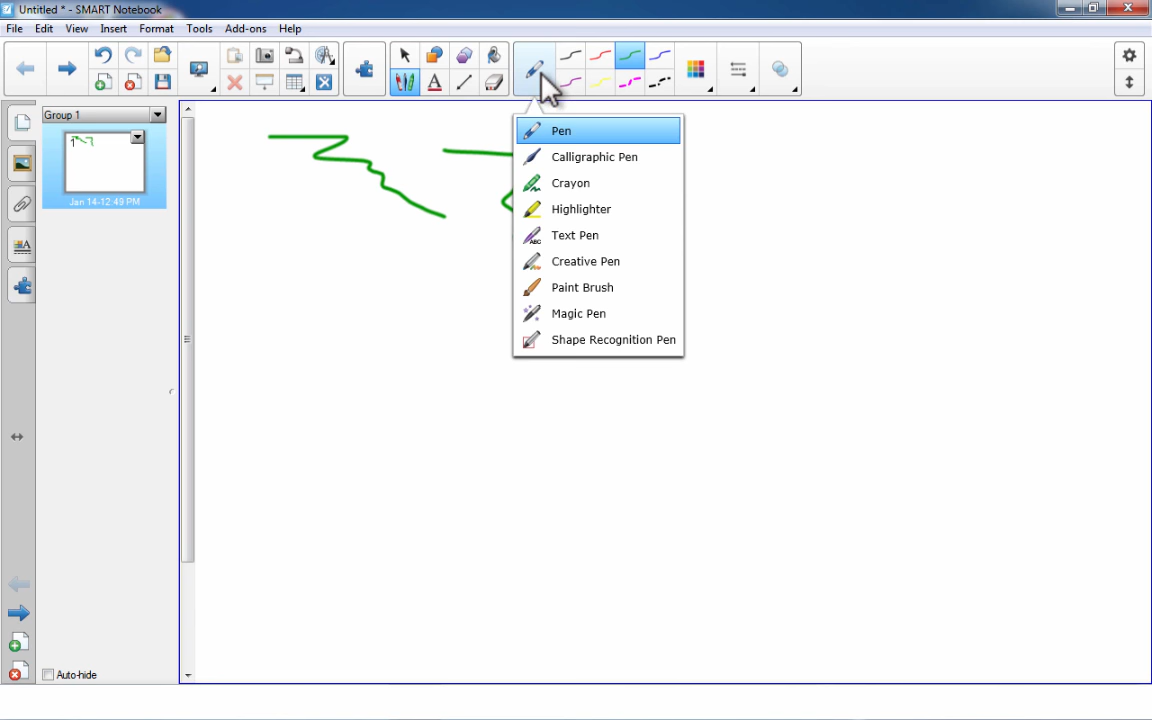 Untitled * - SMART Notebook
File Edit View Insert Format Tools Add-ons Help
Group 1
Jan 14-12:49 PM
Pen
Calligraphic Pen
Crayon
Highlighter
Text Pen
Creative Pen
Paint Brush
Magic Pen
Shape Recognition Pen
Auto-hide